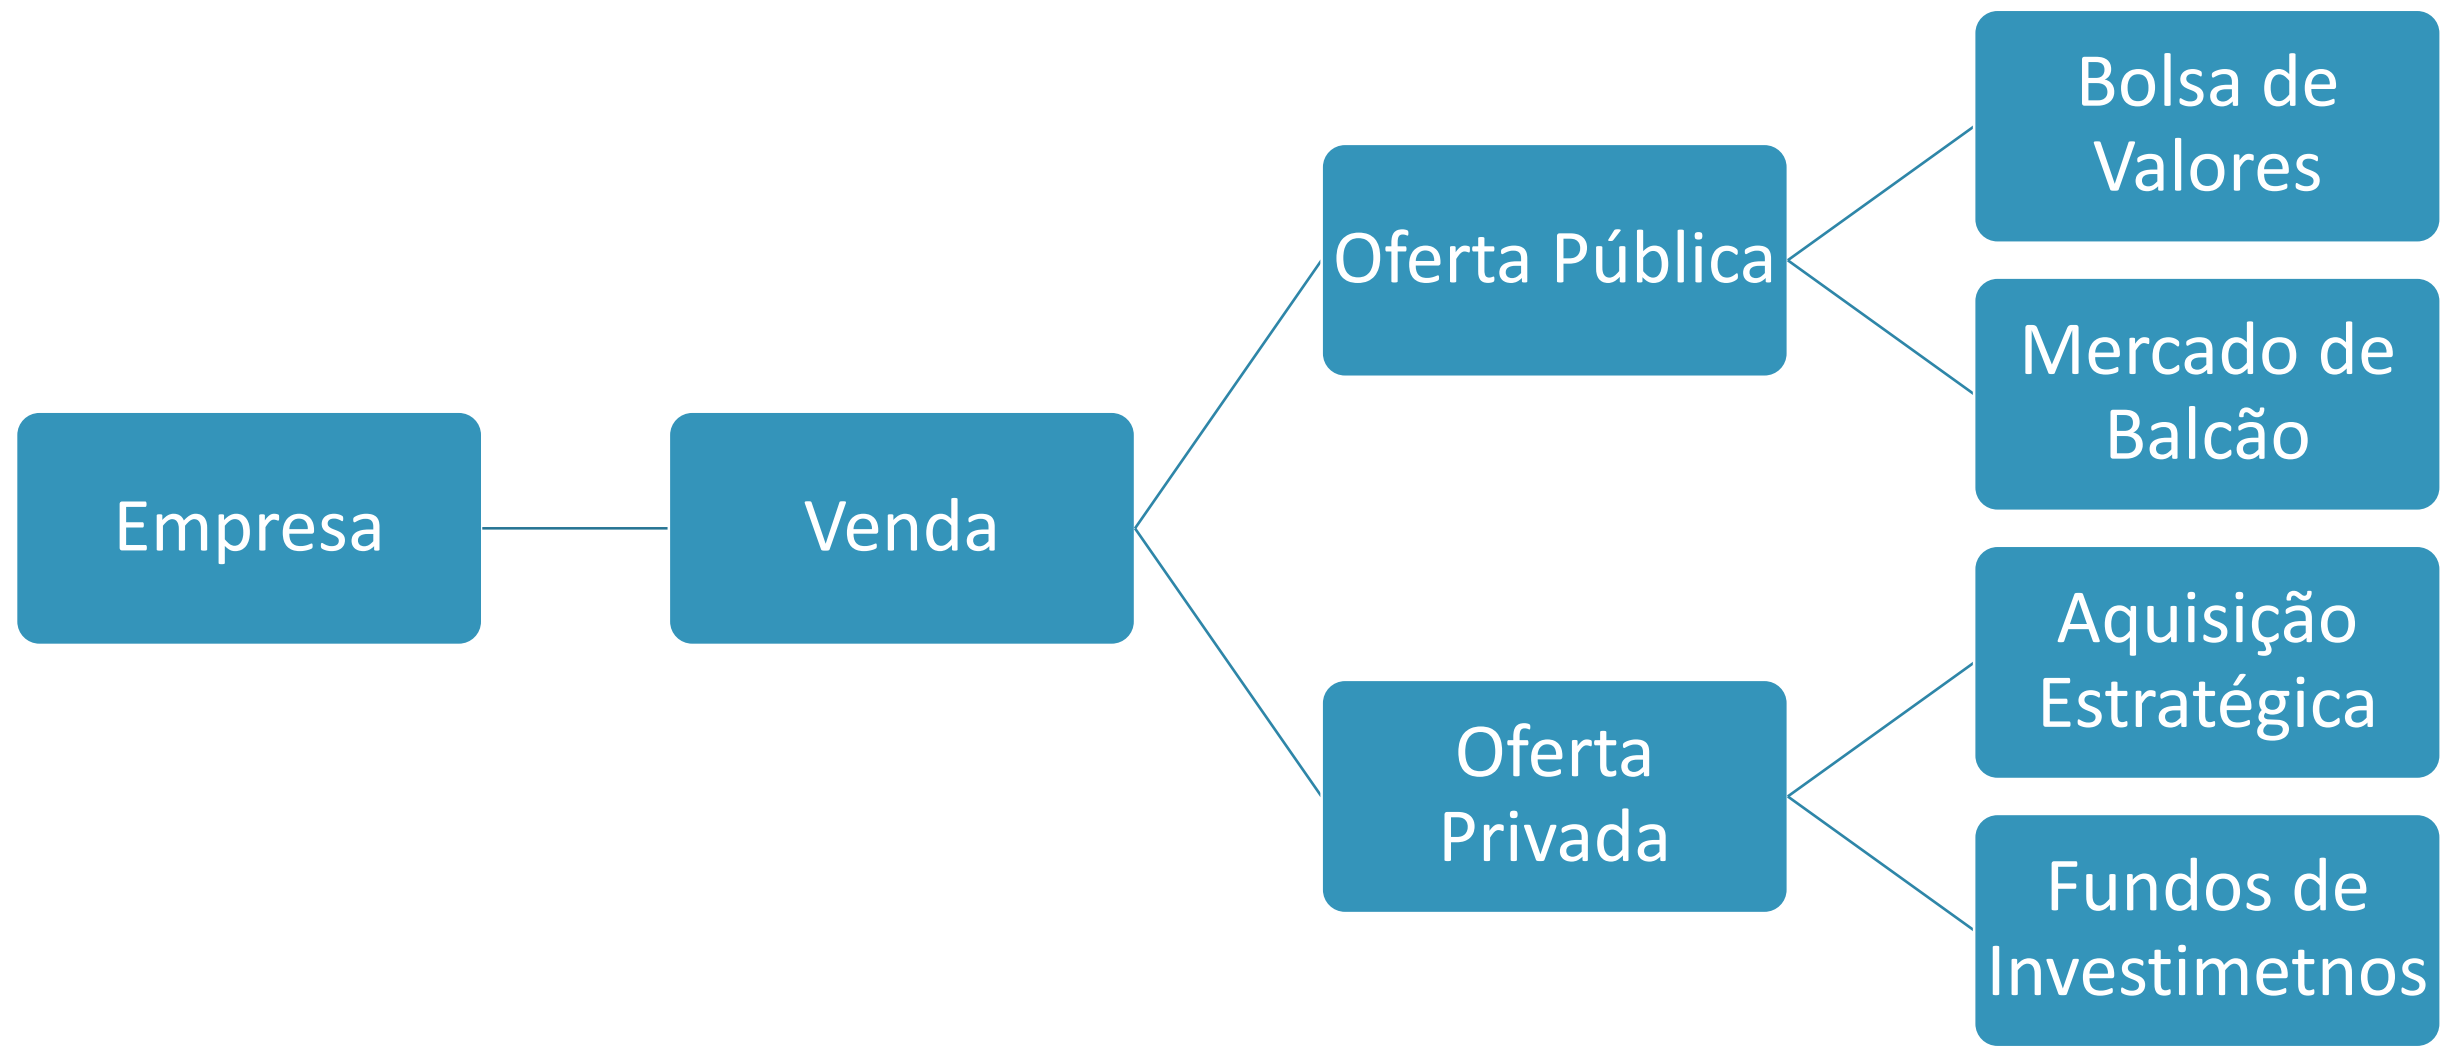 Empresa
Venda
Oferta Pública
Bolsa de
Valores
Mercado de
Balcão
Oferta
Privada
Aquisição
Estratégica
Fundos de
Investimetnos